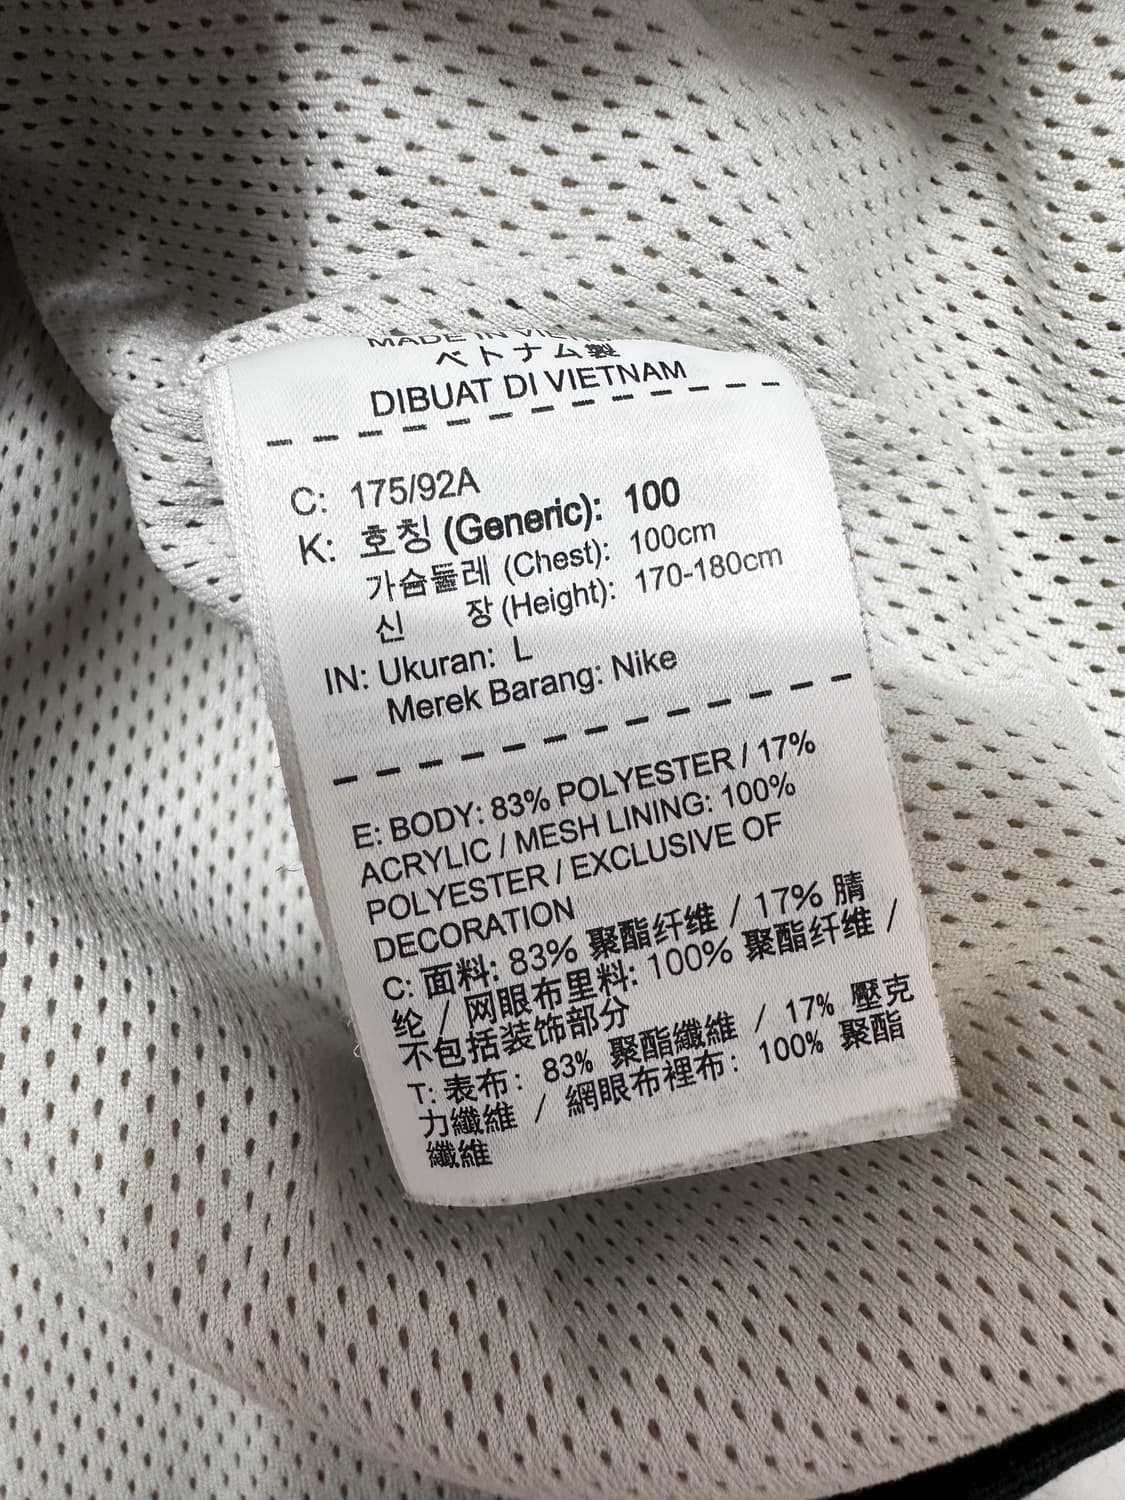 MADE IN VIE
ベトナム製
DIBUAT DI VIETNAM
C: 175/92A
K: 호칭 (Generic): 100
가슴둘레 (Chest): 100cm
신 장 (Height): 170-180cm
IN: Ukuran: L
Merek Barang: Nike
E: BODY: 83% POLYESTER / 17%
ACRYLIC / MESH LINING: 100%
POLYESTER / EXCLUSIVE OF
DECORATION
C: 面料: 83% 聚酯纤维 / 17% 腈
纶 / 网眼布里料: 100% 聚酯纤维 /
不包括装饰部分
T: 表布: 83% 聚酯纖維 / 17% 壓克
力纖維 / 網眼布裡布: 100% 聚酯
纖維